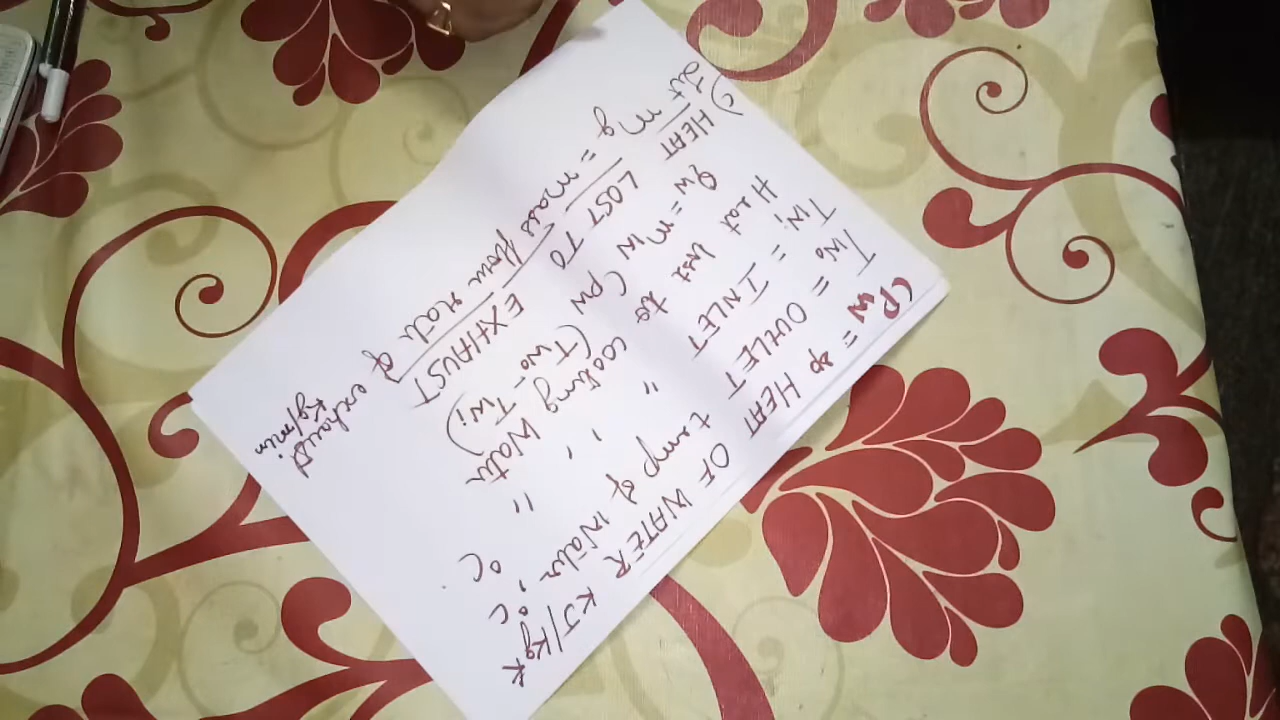 CPW = sp HEAT OF WATER KJ/kgK
Two = OUTLET temp of Water, °C
Twi = INLET " , " °C
Heat lost to cooling Water
Qw = mw Cpw (Two - Twi)
c) HEAT LOST TO EXHAUST
Let mg = mass flow rate of exhaust
kg/min